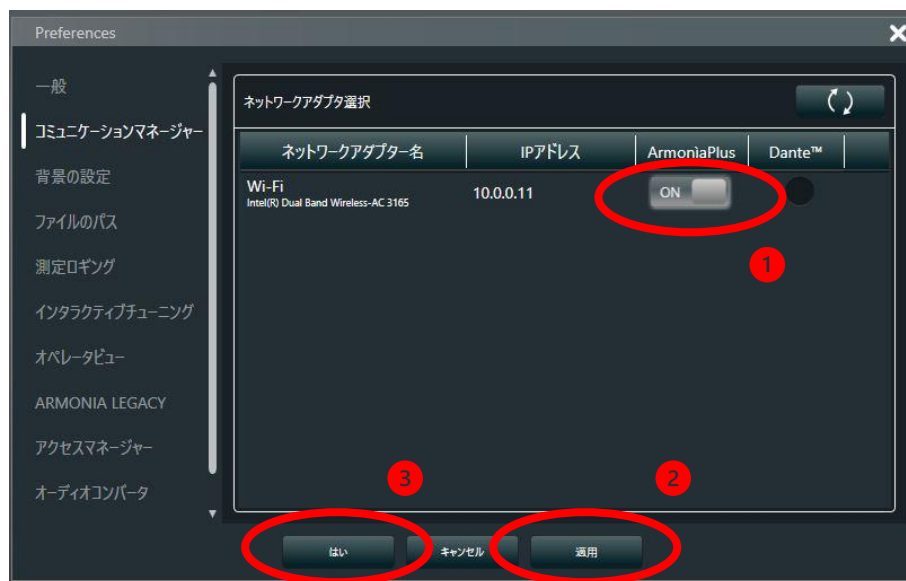 Preferences
一般
コミュニケーションマネージャー
背景の設定
ファイルのパス
測定ロギング
インタラクティブチューニング
オペレータビュー
ARMONIA LEGACY
アクセスマネージャー
オーディオコンバータ
ネットワークアダプタ選択
ネットワークアダプター名 IPアドレス ArmoniaPlus Dante™
Wi-Fi 10.0.0.11 ON
Intel(R) Dual Band Wireless-AC 3165
1
3 2
はい キャンセル 適用